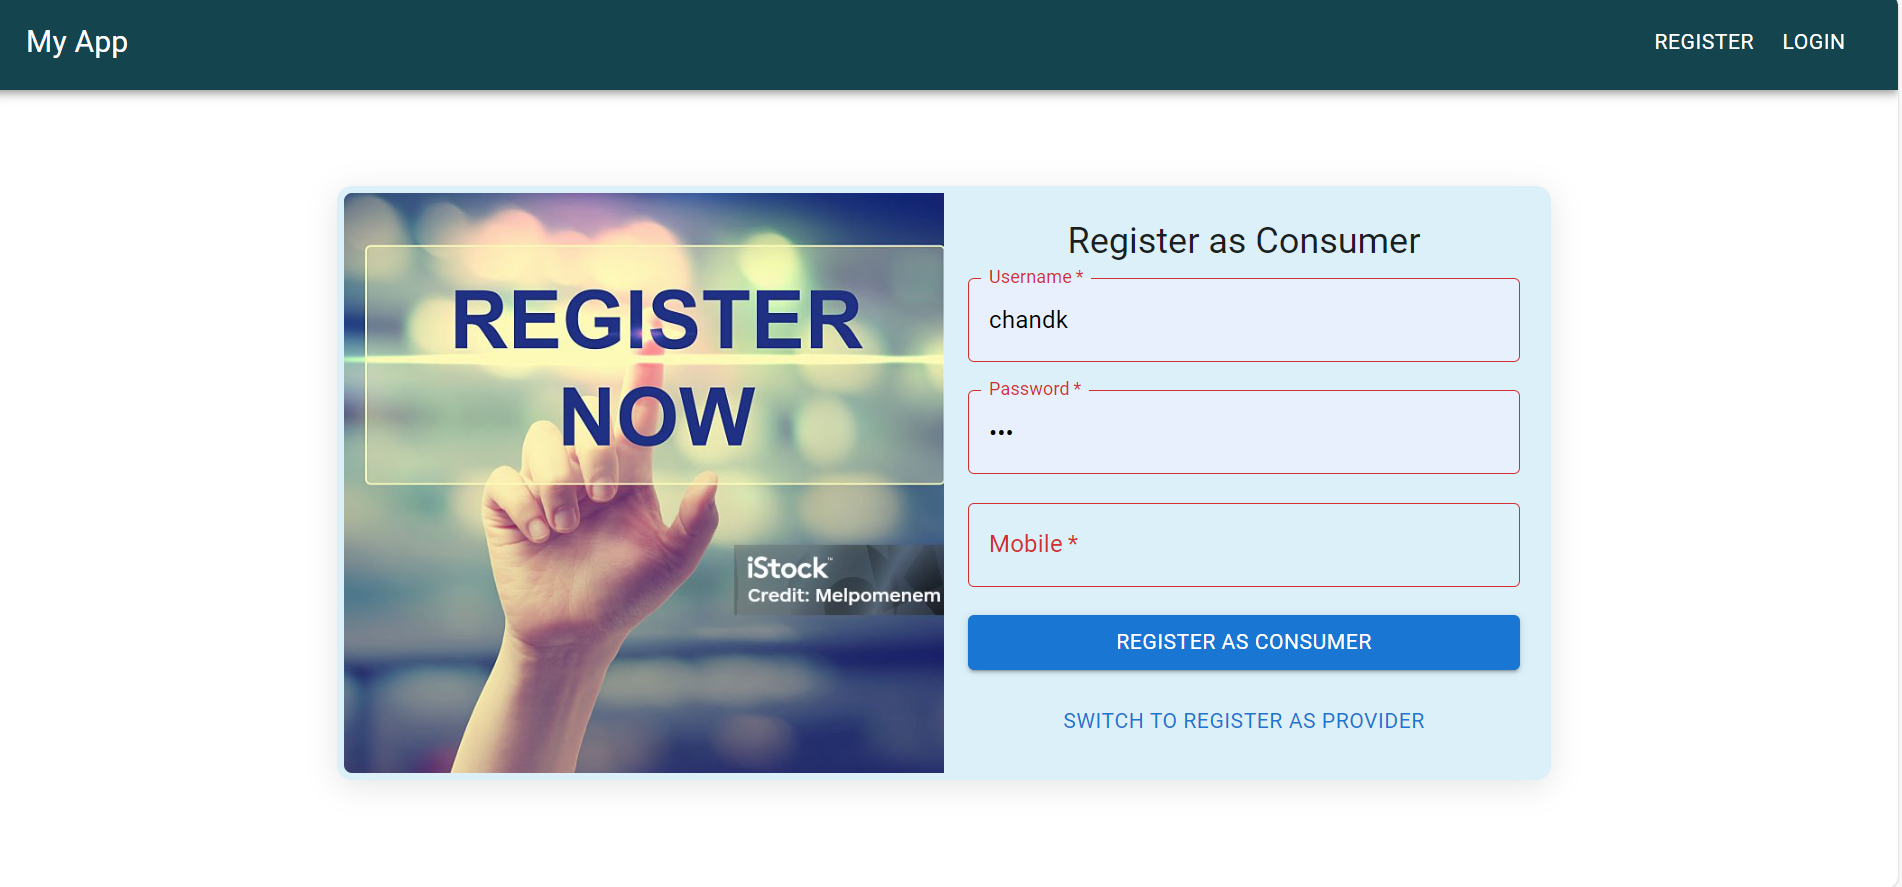 My App
REGISTER
LOGIN
REGISTER
NOW
iStock™
Credit: Melpomenem
Register as Consumer
Username *
chandk
Password *
•••
Mobile *
REGISTER AS CONSUMER
SWITCH TO REGISTER AS PROVIDER